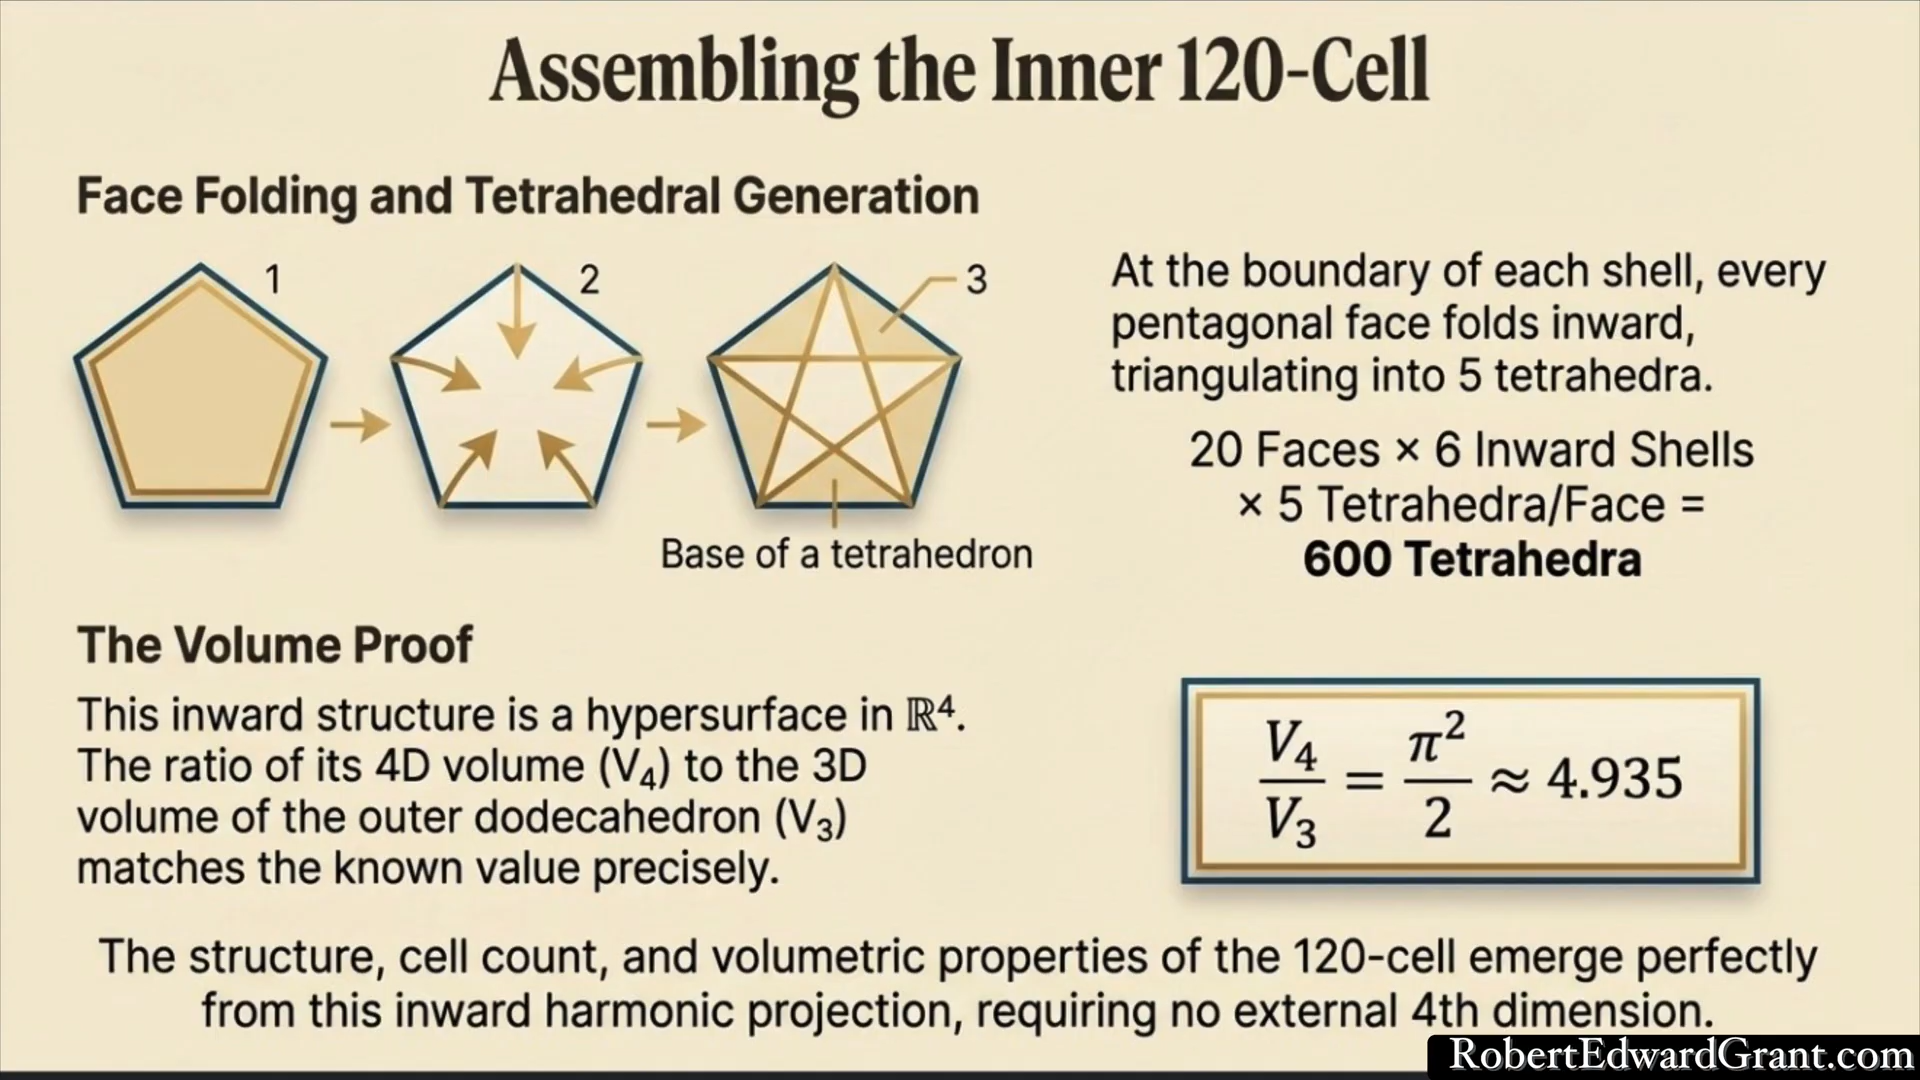 Assembling the Inner 120-Cell
Face Folding and Tetrahedral Generation
1
2
3
Base of a tetrahedron
At the boundary of each shell, every
pentagonal face folds inward,
triangulating into 5 tetrahedra.
20 Faces × 6 Inward Shells
× 5 Tetrahedra/Face =
600 Tetrahedra
The Volume Proof
This inward structure is a hypersurface in ℝ⁴.
The ratio of its 4D volume (V₄) to the 3D
volume of the outer dodecahedron (V₃)
matches the known value precisely.
V₄/V₃ = π²/2 ≈ 4.935
The structure, cell count, and volumetric properties of the 120-cell emerge perfectly
from this inward harmonic projection, requiring no external 4th dimension.
RobertEdwardGrant.com